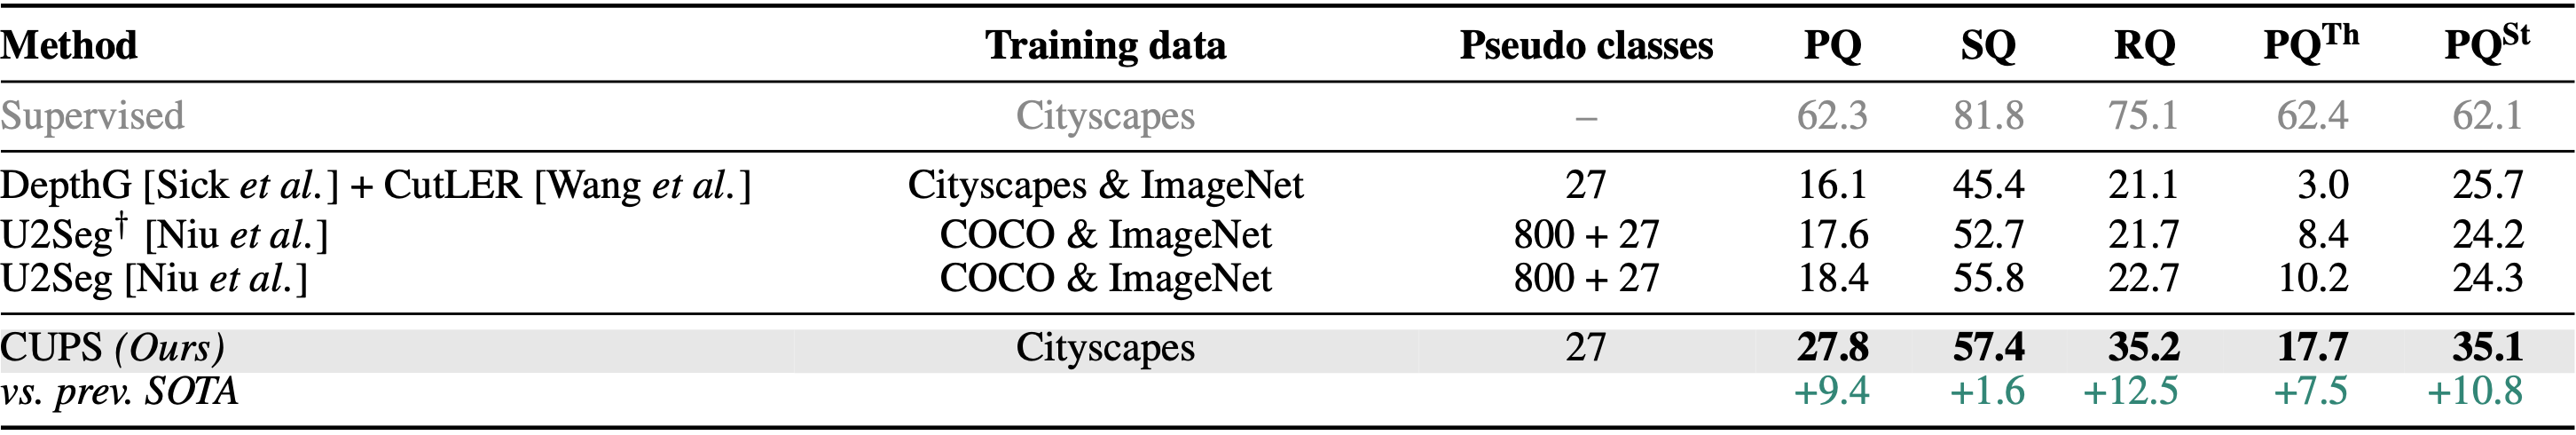 Method Training data Pseudo classes PQ SQ RQ PQ^Th PQ^St
Supervised Cityscapes – 62.3 81.8 75.1 62.4 62.1
DepthG [Sick et al.] + CutLER [Wang et al.] Cityscapes & ImageNet 27 16.1 45.4 21.1 3.0 25.7
U2Seg† [Niu et al.] COCO & ImageNet 800 + 27 17.6 52.7 21.7 8.4 24.2
U2Seg [Niu et al.] COCO & ImageNet 800 + 27 18.4 55.8 22.7 10.2 24.3
CUPS (Ours) Cityscapes 27 27.8 57.4 35.2 17.7 35.1
vs. prev. SOTA +9.4 +1.6 +12.5 +7.5 +10.8